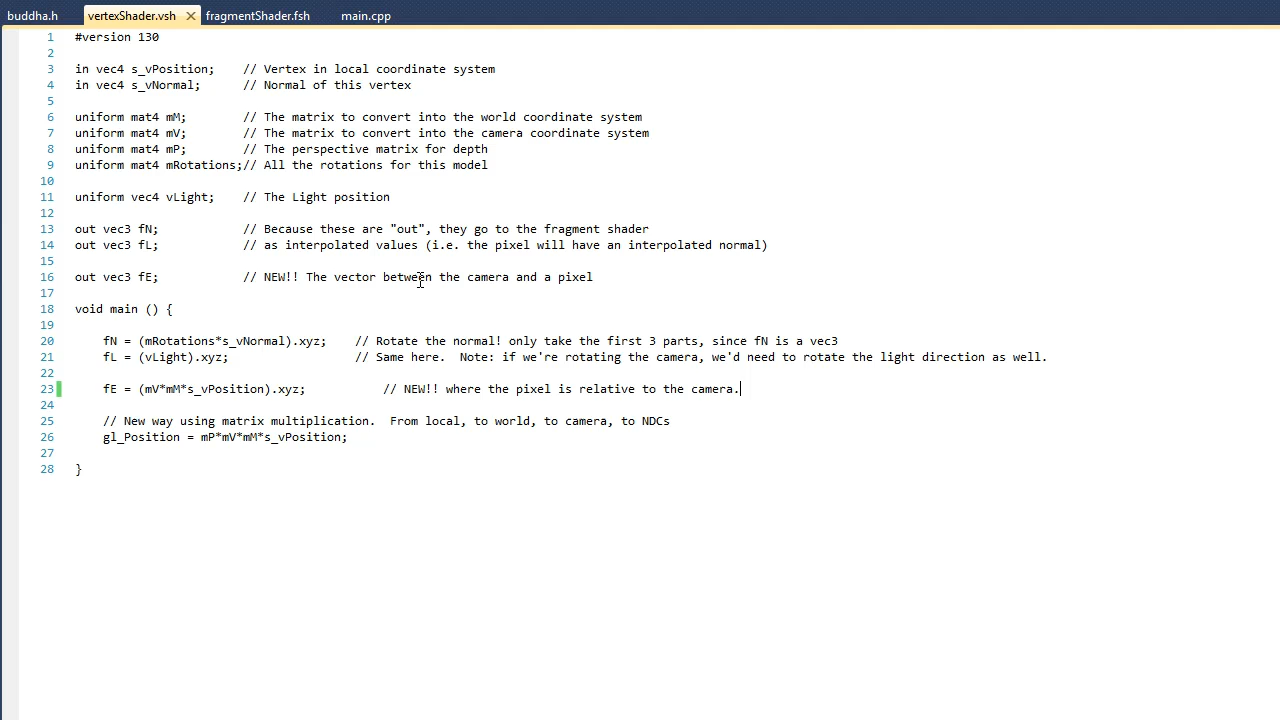 buddha.h vertexShader.vsh fragmentShader.fsh main.cpp
1 #version 130
2
3 in vec4 s_vPosition; // Vertex in local coordinate system
4 in vec4 s_vNormal; // Normal of this vertex
5
6 uniform mat4 mM; // The matrix to convert into the world coordinate system
7 uniform mat4 mV; // The matrix to convert into the camera coordinate system
8 uniform mat4 mP; // The perspective matrix for depth
9 uniform mat4 mRotations;// All the rotations for this model
10
11 uniform vec4 vLight; // The Light position
12
13 out vec3 fN; // Because these are "out", they go to the fragment shader
14 out vec3 fL; // as interpolated values (i.e. the pixel will have an interpolated normal)
15
16 out vec3 fE; // NEW!! The vector between the camera and a pixel
17
18 void main () {
19
20 fN = (mRotations*s_vNormal).xyz; // Rotate the normal! only take the first 3 parts, since fN is a vec3
21 fL = (vLight).xyz; // Same here. Note: if we're rotating the camera, we'd need to rotate the light direction as well.
22
23 fE = (mV*mM*s_vPosition).xyz; // NEW!! where the pixel is relative to the camera.
24
25 // New way using matrix multiplication. From local, to world, to camera, to NDCs
26 gl_Position = mP*mV*mM*s_vPosition;
27
28 }